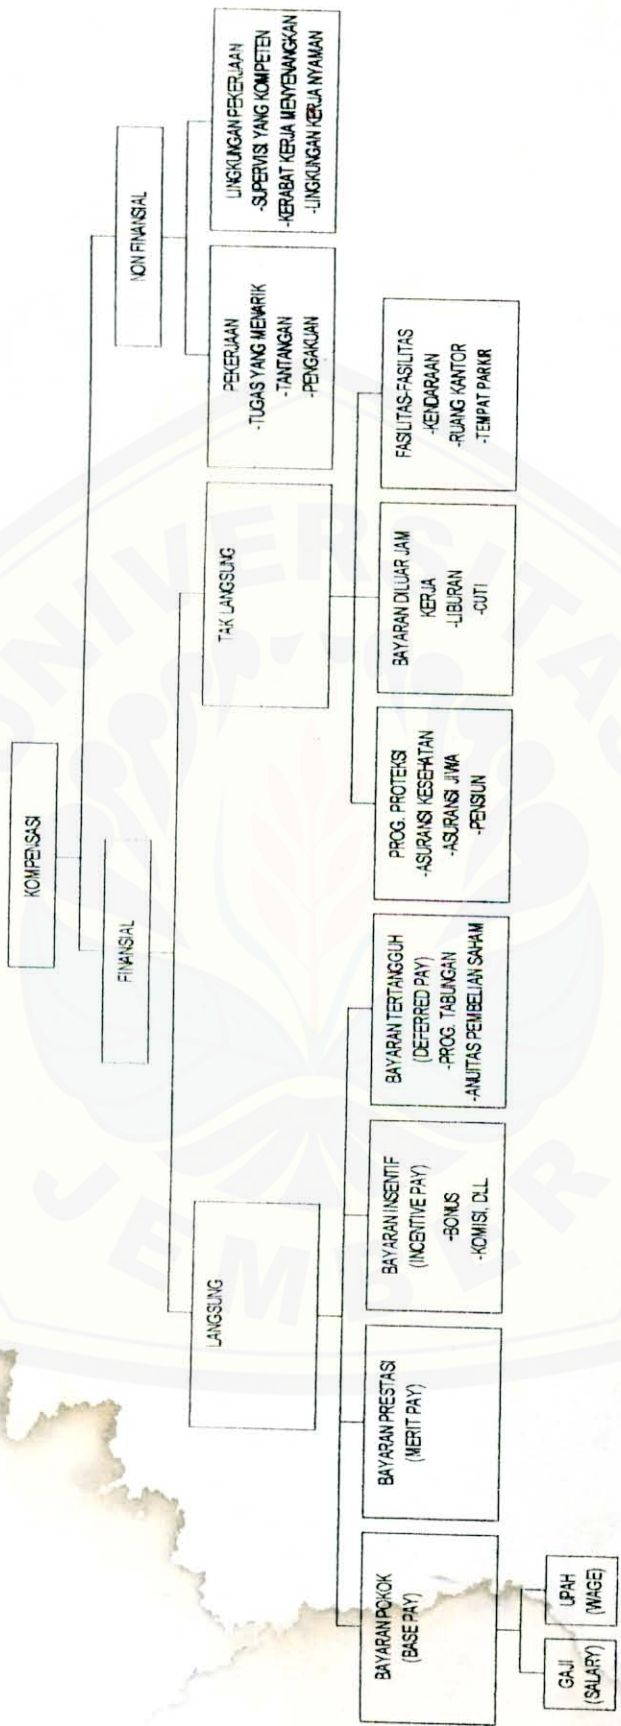 KOMPENSASI
FINANSIAL
NON FINANSIAL
LANGSUNG
TAK LANGSUNG
PEKERJAAN
-TUGAS YANG MENARIK
-TANTANGAN
-PENGAKUAN
LINGKUNGAN PEKERJAAN
-SUPERVISI YANG KOMPETEN
-KERABAT KERJA MENYENANGKAN
-LINGKUNGAN KERJA NYAMAN
BAYARAN POKOK
(BASE PAY)
BAYARAN PRESTASI
(MERIT PAY)
BAYARAN INSENTIF
(INCENTIVE PAY)
-BONUS
-KOMISI, DLL
BAYARAN TERTANGGUH
(DEFERRED PAY)
-PROG. TABUNGAN
-ANUITAS PEMBELIAN SAHAM
PROG. PROTEKSI
-ASURANSI KESEHATAN
-ASURANSI JIWA
-PENSIUN
BAYARAN DILUAR JAM
KERJA
-LIBURAN
-CUTI
FASILITAS-FASILITAS
-KENDARAAN
-RUANG KANTOR
-TEMPAT PARKIR
GAJI
(SALARY)
UPAH
(WAGE)
UNIVERSITAS
JEMBER